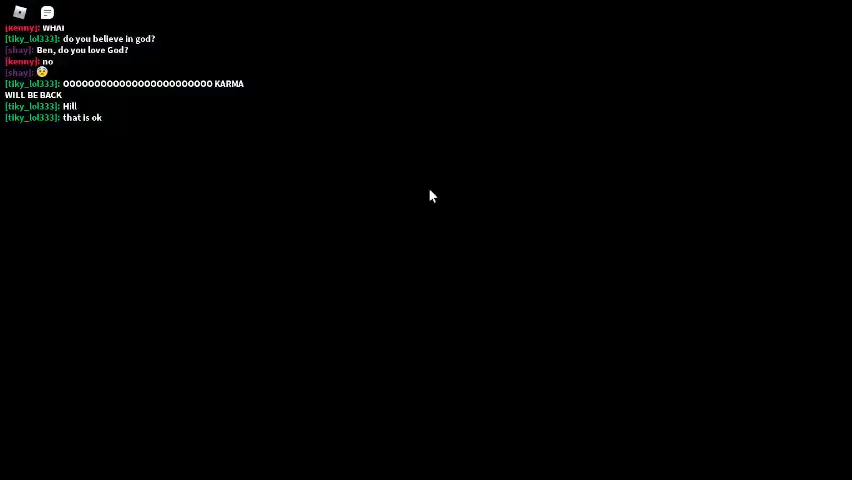 [kenny]: WHAT
[tiky_lol333]: do you believe in god?
[shay]: Ben, do you love God?
[kenny]: no
[shay]: 😨
[tiky_lol333]: OOOOOOOOOOOOOOOOOOOOOOOOO KARMA
WILL BE BACK
[tiky_lol333]: Hill
[tiky_lol333]: that is ok